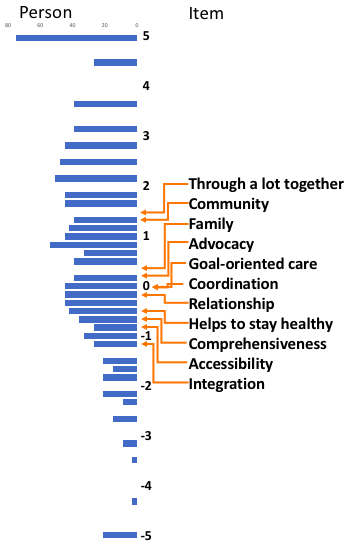 Person Item
80 60 40 20 0
5
4
3
2
Through a lot together
Community
Family
1
Advocacy
Goal-oriented care
0 Coordination
Relationship
Helps to stay healthy
-1
Comprehensiveness
Accessibility
Integration
-2
-3
-4
-5